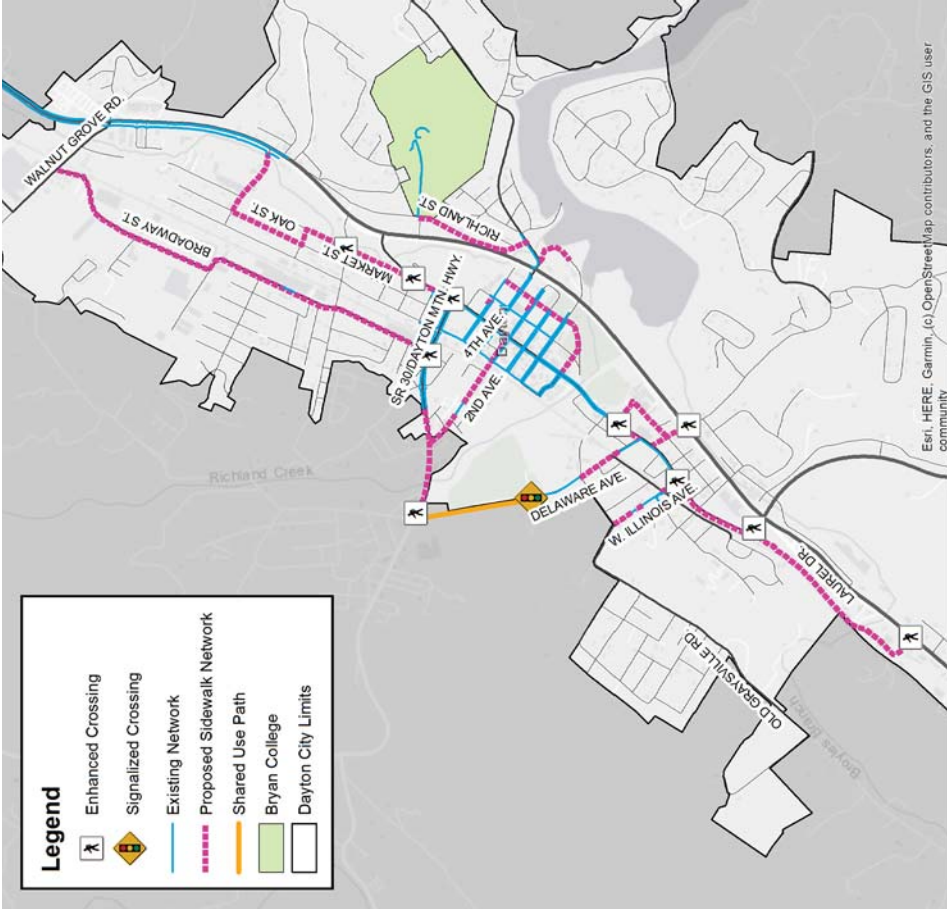 Legend
Enhanced Crossing
Signalized Crossing
Existing Network
Proposed Sidewalk Network
Shared Use Path
Bryan College
Dayton City Limits
WALNUT GROVE RD.
BROADWAY ST.
OAK ST.
MARKET ST.
RICHLAND ST.
SR 30/DAYTON MTN. HWY.
4TH AVE.
2ND AVE.
Richland Creek
DELAWARE AVE.
W. ILLINOIS AVE.
LAUREL DR.
OLD GRAYSVILLE RD
Broyles Branch
Esri, HERE, Garmin, (c) OpenStreetMap contributors, and the GIS user
community